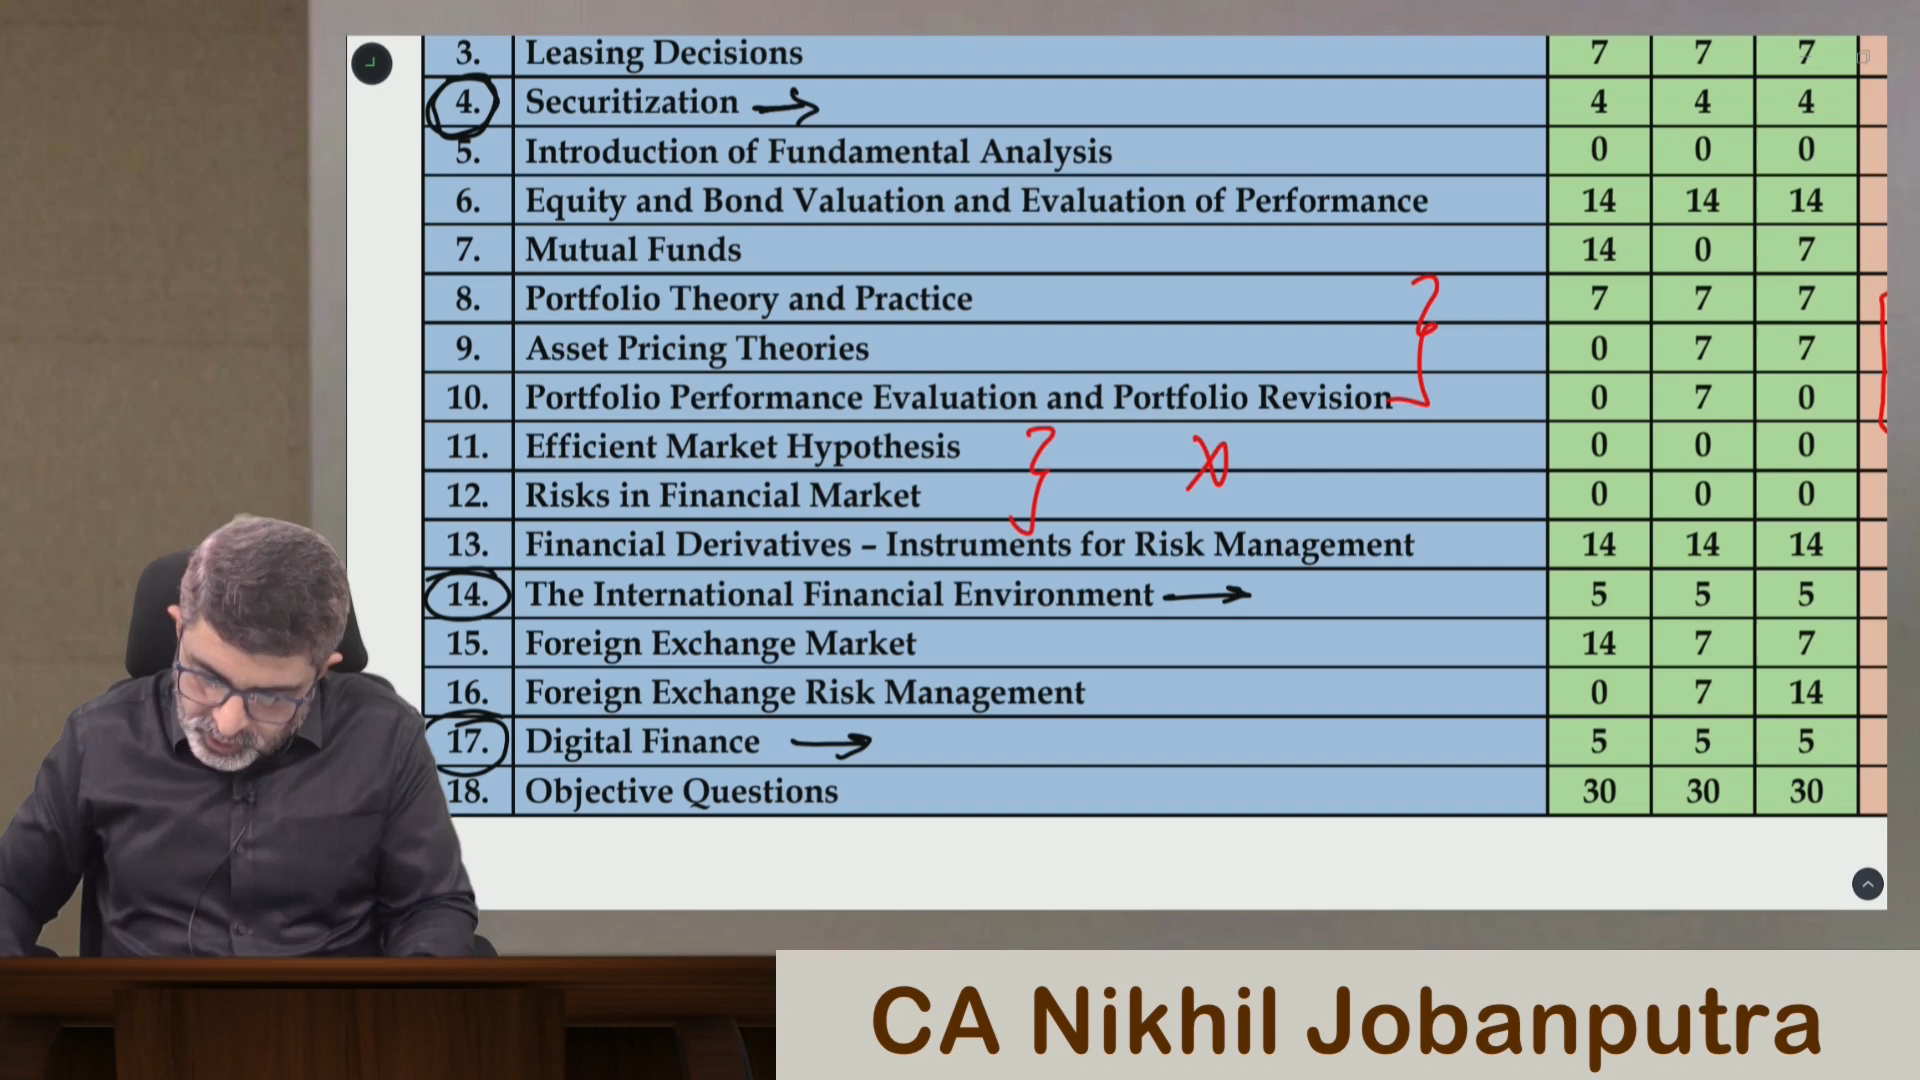 3. Leasing Decisions 7 7 7
4. Securitization 4 4 4
5. Introduction of Fundamental Analysis 0 0 0
6. Equity and Bond Valuation and Evaluation of Performance 14 14 14
7. Mutual Funds 14 0 7
8. Portfolio Theory and Practice 7 7 7
9. Asset Pricing Theories 0 7 7
10. Portfolio Performance Evaluation and Portfolio Revision 0 7 0
11. Efficient Market Hypothesis 0 0 0
12. Risks in Financial Market 0 0 0
13. Financial Derivatives – Instruments for Risk Management 14 14 14
14. The International Financial Environment 5 5 5
15. Foreign Exchange Market 14 7 7
16. Foreign Exchange Risk Management 0 7 14
17. Digital Finance 5 5 5
18. Objective Questions 30 30 30
CA Nikhil Jobanputra